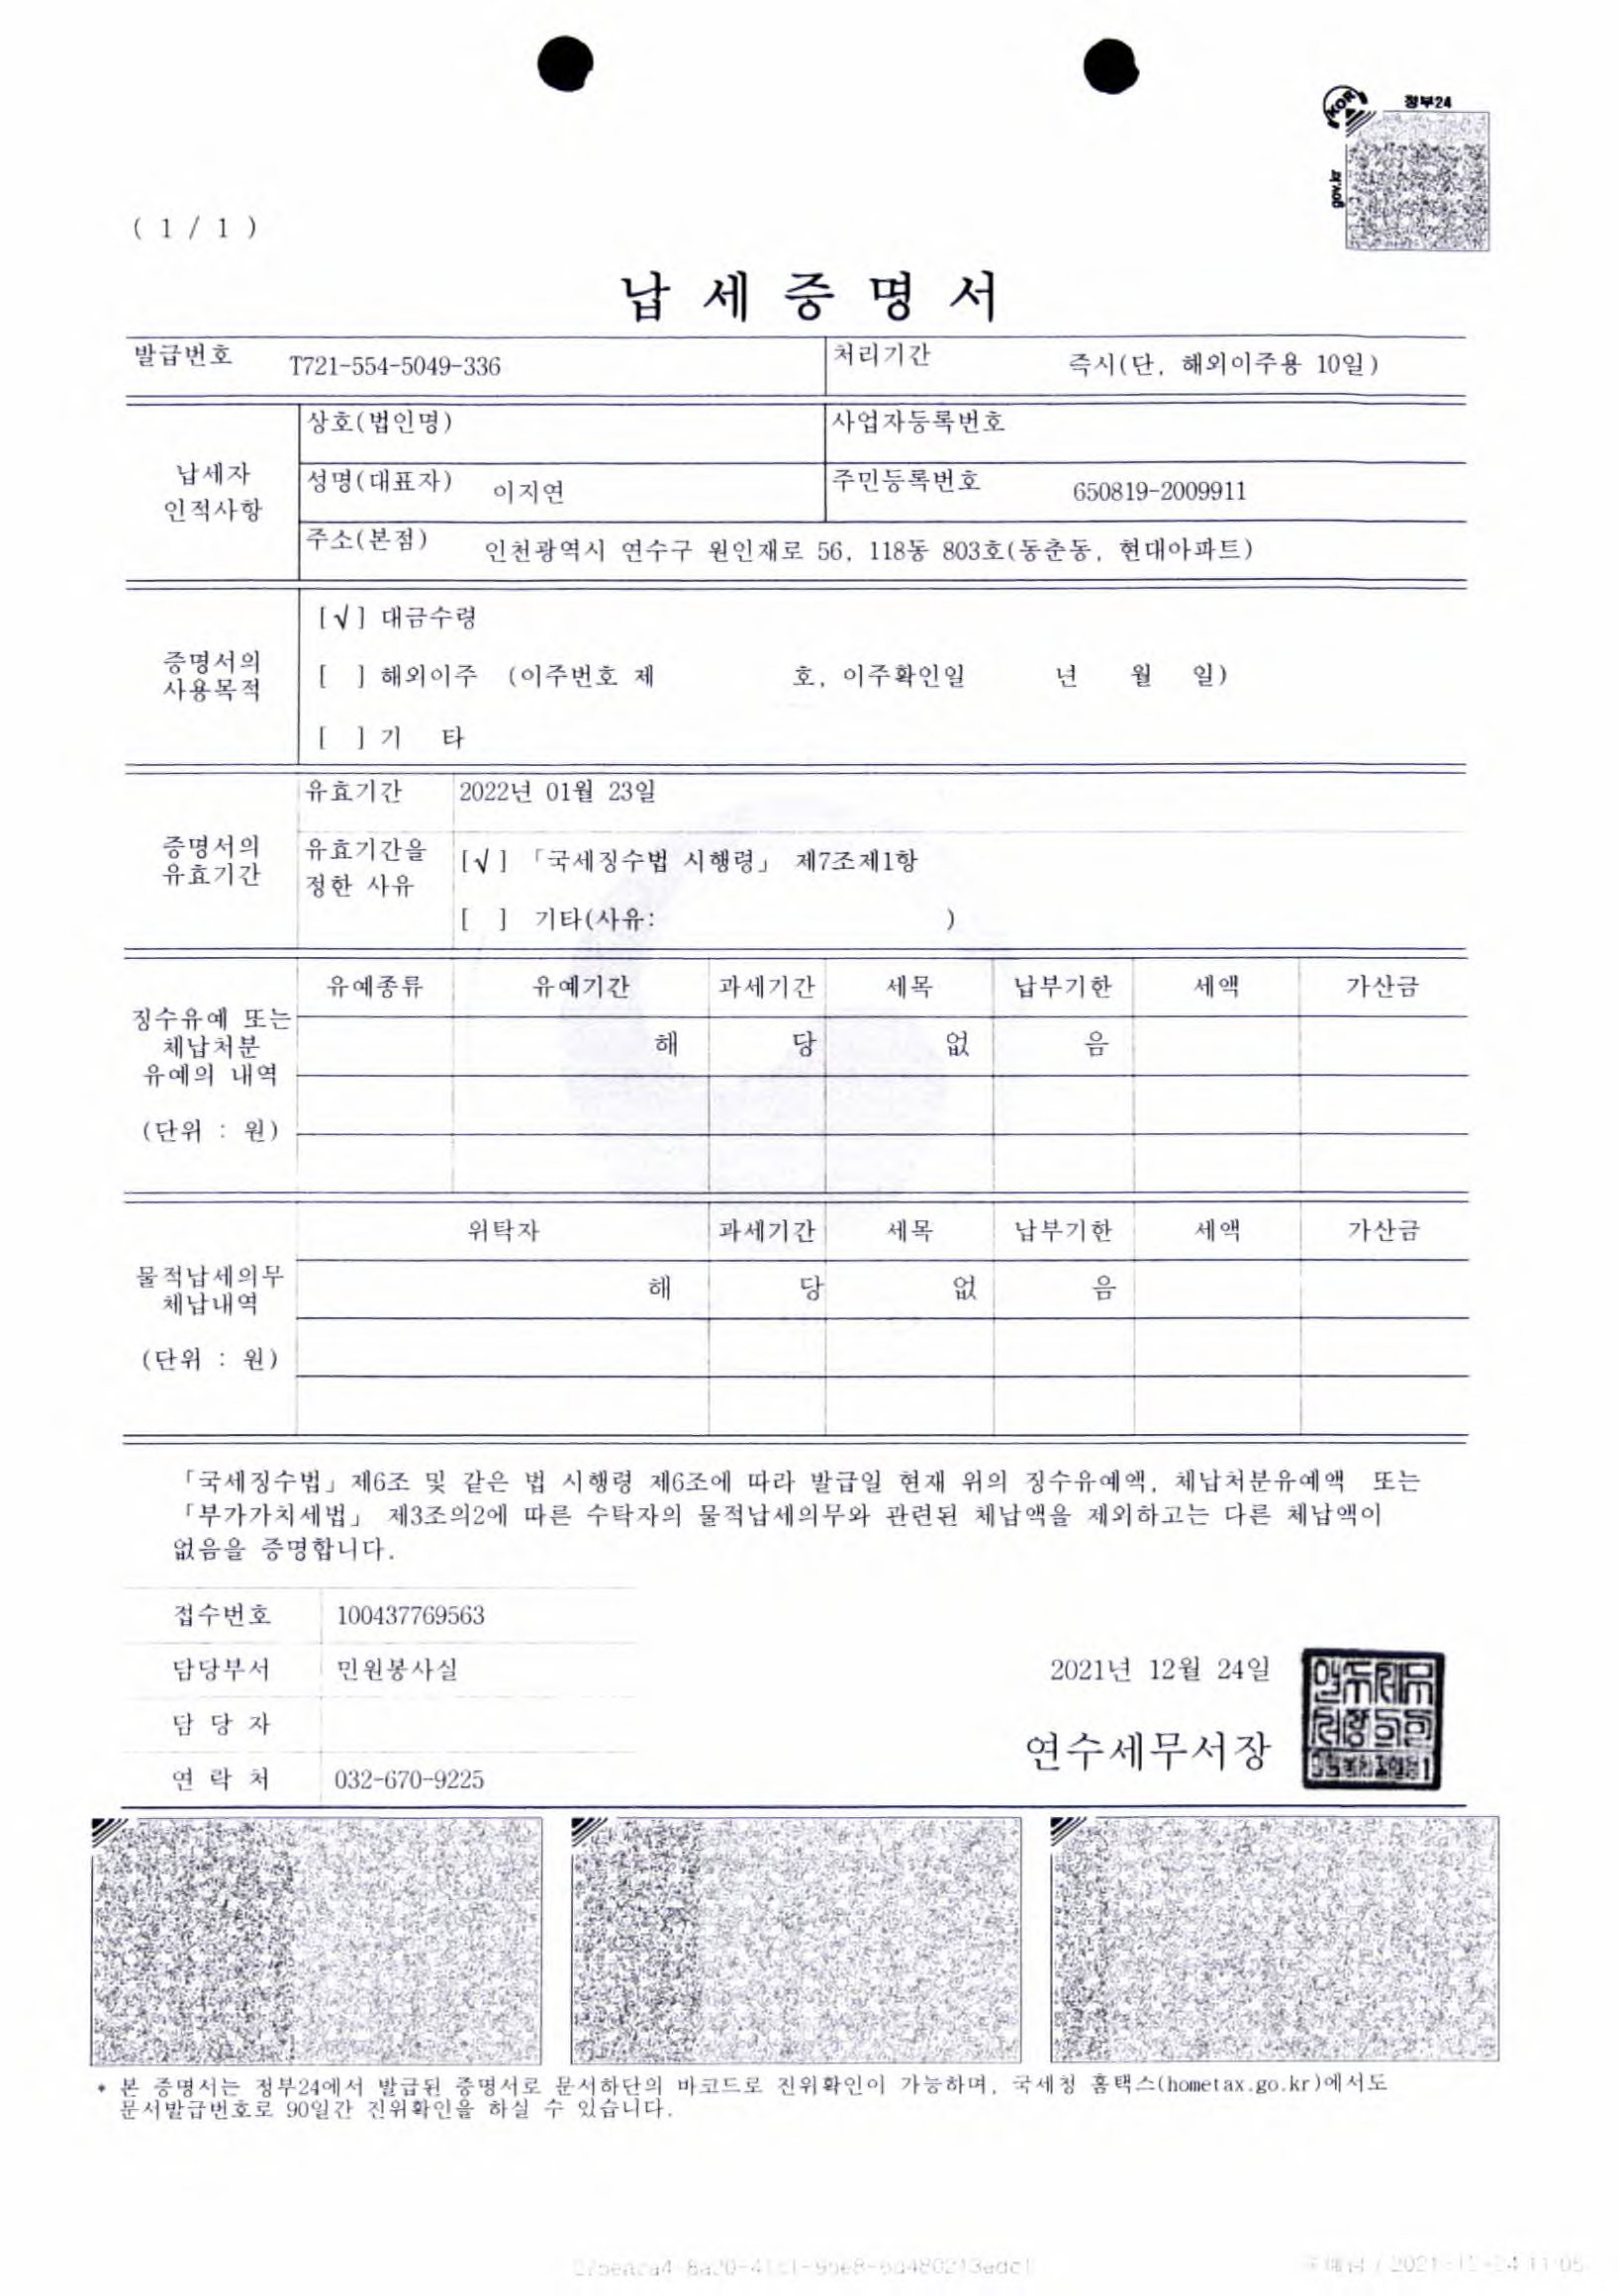 정부24
gov.kr
( 1 / 1 )
납 세 증 명 서
발급번호 T721-554-5049-336 처리기간 즉시(단, 해외이주용 10일)
납세자
인적사항
상호(법인명) 사업자등록번호
성명(대표자) 이지연 주민등록번호 650819-2009911
주소(본점) 인천광역시 연수구 원인재로 56, 118동 803호(동춘동, 현대아파트)
증명서의
사용목적
[√] 대금수령
[ ] 해외이주 (이주번호 제 호, 이주확인일 년 월 일)
[ ] 기 타
증명서의
유효기간
유효기간 2022년 01월 23일
유효기간을
정한 사유
[√] 「국세징수법 시행령」 제7조제1항
[ ] 기타(사유: )
징수유예 또는
체납처분
유예의 내역
(단위 : 원)
유예종류 유예기간 과세기간 세목 납부기한 세액 가산금
해 당 없 음
물적납세의무
체납내역
(단위 : 원)
위탁자 과세기간 세목 납부기한 세액 가산금
해 당 없 음
「국세징수법」제6조 및 같은 법 시행령 제6조에 따라 발급일 현재 위의 징수유예액, 체납처분유예액 또는
「부가가치세법」 제3조의2에 따른 수탁자의 물적납세의무와 관련된 체납액을 제외하고는 다른 체납액이
없음을 증명합니다.
접수번호 100437769563
담당부서 민원봉사실
담 당 자
연 락 처 032-670-9225
2021년 12월 24일
연수세무서장
* 본 증명서는 정부24에서 발급된 증명서로 문서하단의 바코드로 진위확인이 가능하며, 국세청 홈택스(hometax.go.kr)에서도
문서발급번호로 90일간 진위확인을 하실 수 있습니다.